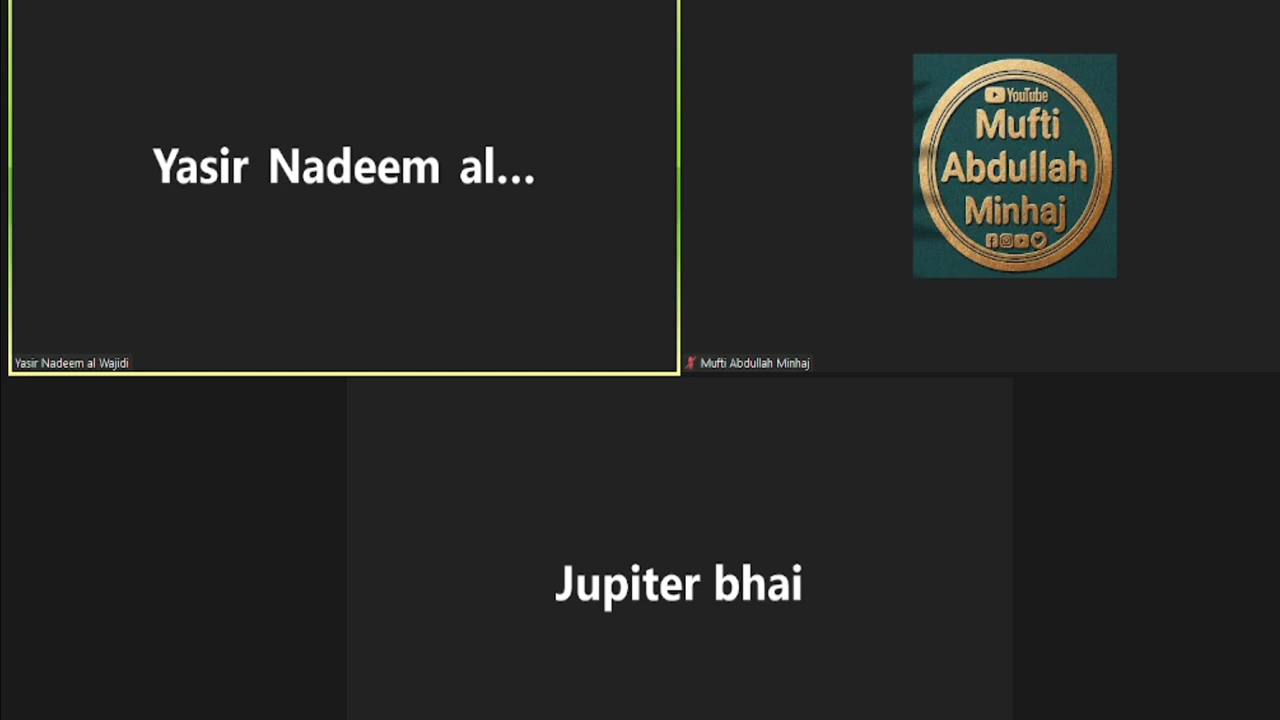 Yasir Nadeem al...
YouTube
Mufti
Abdullah
Minhaj
Yasir Nadeem al Wajidi
Mufti Abdullah Minhaj
Jupiter bhai